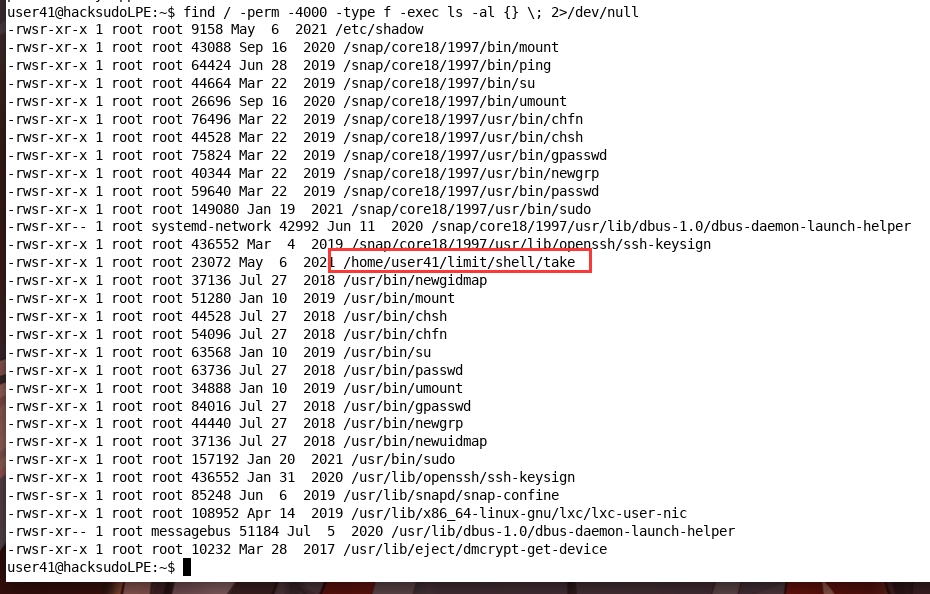 user41@hacksudoLPE:~$ find / -perm -4000 -type f -exec ls -al {} \; 2>/dev/null
-rwsr-xr-x 1 root root 9158 May  6  2021 /etc/shadow
-rwsr-xr-x 1 root root 43088 Sep 16  2020 /snap/core18/1997/bin/mount
-rwsr-xr-x 1 root root 64424 Jun 28  2019 /snap/core18/1997/bin/ping
-rwsr-xr-x 1 root root 44664 Mar 22  2019 /snap/core18/1997/bin/su
-rwsr-xr-x 1 root root 26696 Sep 16  2020 /snap/core18/1997/bin/umount
-rwsr-xr-x 1 root root 76496 Mar 22  2019 /snap/core18/1997/usr/bin/chfn
-rwsr-xr-x 1 root root 44528 Mar 22  2019 /snap/core18/1997/usr/bin/chsh
-rwsr-xr-x 1 root root 75824 Mar 22  2019 /snap/core18/1997/usr/bin/gpasswd
-rwsr-xr-x 1 root root 40344 Mar 22  2019 /snap/core18/1997/usr/bin/newgrp
-rwsr-xr-x 1 root root 59640 Mar 22  2019 /snap/core18/1997/usr/bin/passwd
-rwsr-xr-x 1 root root 149080 Jan 19  2021 /snap/core18/1997/usr/bin/sudo
-rwsr-xr-- 1 root systemd-network 42992 Jun 11  2020 /snap/core18/1997/usr/lib/dbus-1.0/dbus-daemon-launch-helper
-rwsr-xr-x 1 root root 436552 Mar  4  2019 /snap/core18/1997/usr/lib/openssh/ssh-keysign
-rwsr-xr-x 1 root root 23072 May  6  2021 /home/user41/limit/shell/take
-rwsr-xr-x 1 root root 37136 Jul 27  2018 /usr/bin/newgidmap
-rwsr-xr-x 1 root root 51280 Jan 10  2019 /usr/bin/mount
-rwsr-xr-x 1 root root 44528 Jul 27  2018 /usr/bin/chsh
-rwsr-xr-x 1 root root 54096 Jul 27  2018 /usr/bin/chfn
-rwsr-xr-x 1 root root 63568 Jan 10  2019 /usr/bin/su
-rwsr-xr-x 1 root root 63736 Jul 27  2018 /usr/bin/passwd
-rwsr-xr-x 1 root root 34888 Jan 10  2019 /usr/bin/umount
-rwsr-xr-x 1 root root 84016 Jul 27  2018 /usr/bin/gpasswd
-rwsr-xr-x 1 root root 44440 Jul 27  2018 /usr/bin/newgrp
-rwsr-xr-x 1 root root 37136 Jul 27  2018 /usr/bin/newuidmap
-rwsr-xr-x 1 root root 157192 Jan 20  2021 /usr/bin/sudo
-rwsr-xr-x 1 root root 436552 Jan 31  2020 /usr/lib/openssh/ssh-keysign
-rwsr-sr-x 1 root root 85248 Jun  6  2019 /usr/lib/snapd/snap-confine
-rwsr-xr-x 1 root root 108952 Apr 14  2019 /usr/lib/x86_64-linux-gnu/lxc/lxc-user-nic
-rwsr-xr-- 1 root messagebus 51184 Jul  5  2020 /usr/lib/dbus-1.0/dbus-daemon-launch-helper
-rwsr-xr-x 1 root root 10232 Mar 28  2017 /usr/lib/eject/dmcrypt-get-device
user41@hacksudoLPE:~$